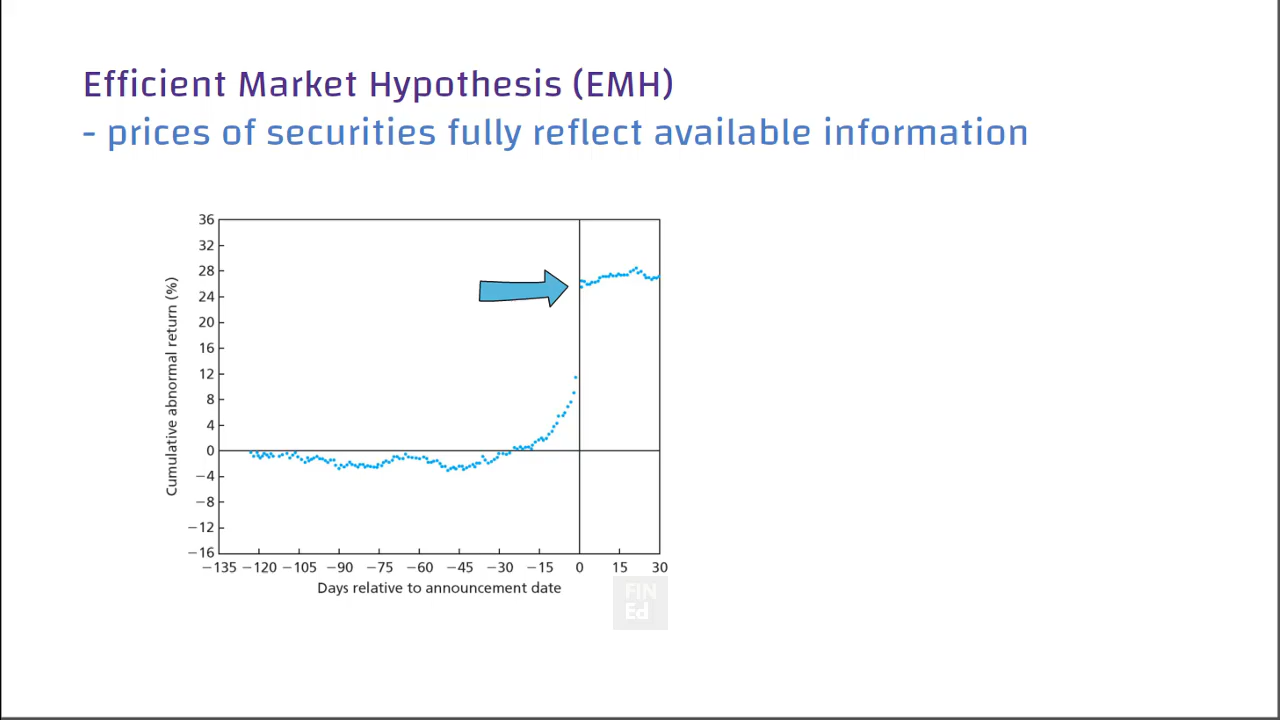 Efficient Market Hypothesis (EMH)
- prices of securities fully reflect available information
36
32
28
24
20
16
12
8
4
0
−4
−8
−12
−16
Cumulative abnormal return (%)
−135 −120 −105 −90 −75 −60 −45 −30 −15 0 15 30
Days relative to announcement date
FIN
Ed